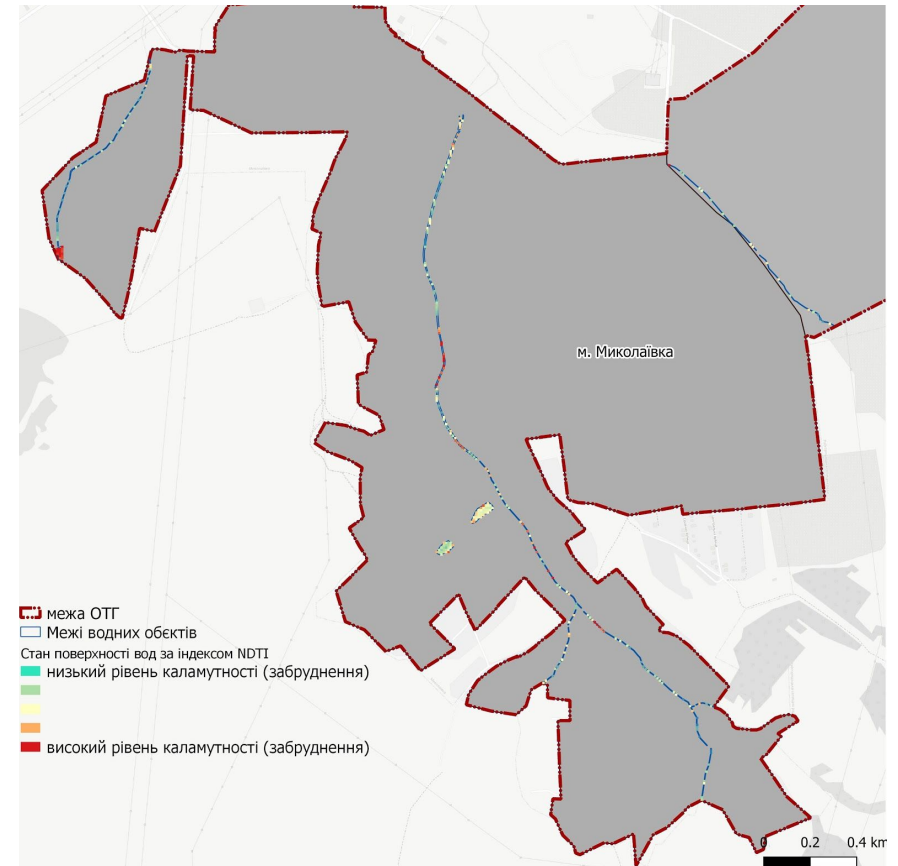 м. Миколаївка
межа ОТГ
Межі водних обєктів
Стан поверхності вод за індексом NDTI
низький рівень каламутності (забруднення)
високий рівень каламутності (забруднення)
0 0.2 0.4 km